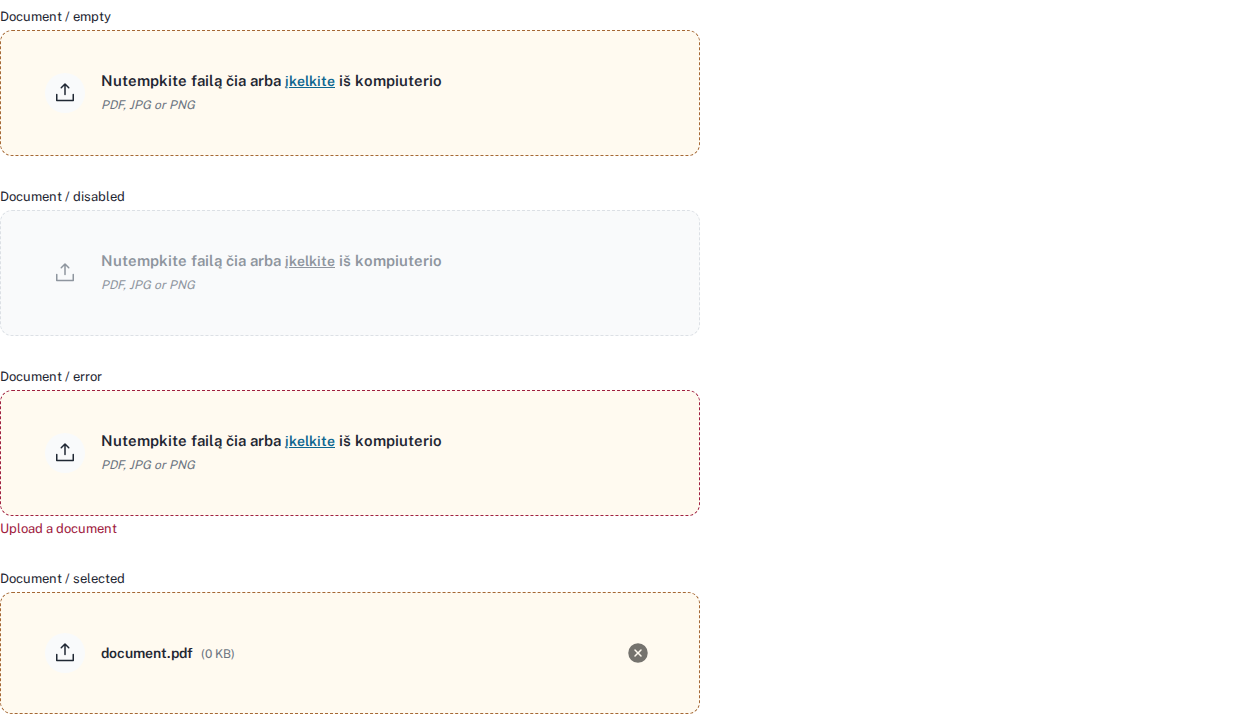 Document / empty
Nutempkite failą čia arba įkelkite iš kompiuterio
PDF, JPG or PNG
Document / disabled
Nutempkite failą čia arba įkelkite iš kompiuterio
PDF, JPG or PNG
Document / error
Nutempkite failą čia arba įkelkite iš kompiuterio
PDF, JPG or PNG
Upload a document
Document / selected
document.pdf (0 KB)